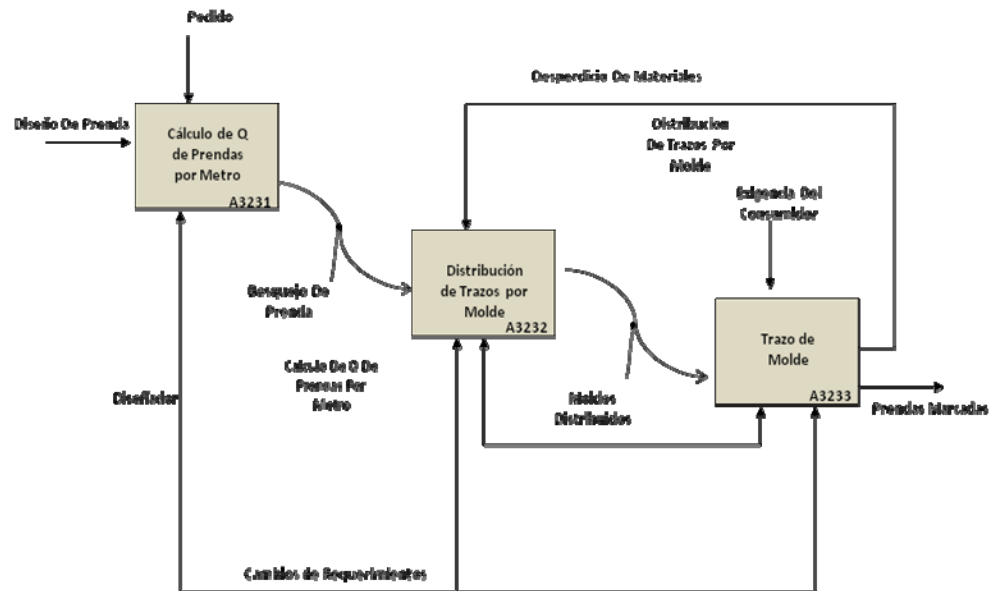 Pedido
Desperdicio De Materiales
Diseño De Prenda
Cálculo de Q
de Prendas
por Metro
A3231
Distribucion
De Trazos Por
Molde
Exigencia Del
Consumidor
Distribución
de Trazos por
Molde
A3232
Bosquejo De
Prenda
Trazo de
Molde
A3233
Calculo De Q De
Por
Metro
Diseñador
Moldes
Distribuidos
Prendas Marcadas
Cambios de Requerimientos